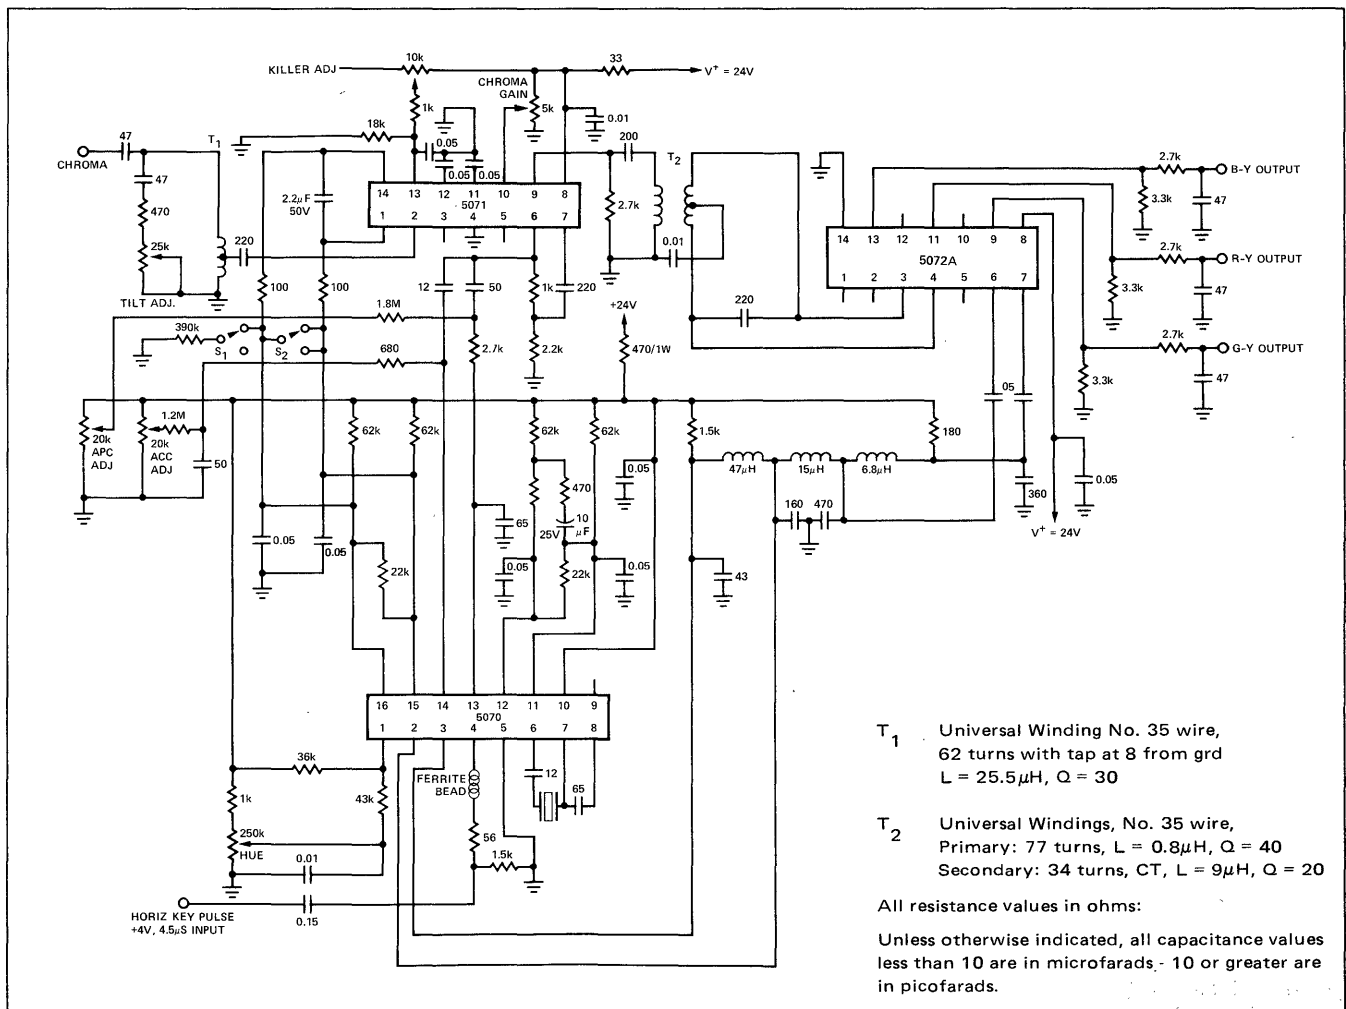 KILLER ADJ
10k
33
V+ = 24V
CHROMA
GAIN
1k
5k
0.01
18k
47
T1
0.05
200
T2
CHROMA
0.05
0.05
2.7k
B-Y OUTPUT
47
14 13 12 11 10 9 8
5071
1 2 3 4 5 6 7
2.2μF
50V
470
2.7k
3.3k
47
25k
220
0.01
14 13 12 11 10 9 8
5072A
1 2 3 4 5 6 7
2.7k
R-Y OUTPUT
TILT ADJ.
100
100
12
50
1k
220
3.3k
47
1.8M
+24V
220
390k
S1
S2
2.7k
2.2k
470/1W
2.7k
G-Y OUTPUT
680
3.3k
47
05
1.2M
20k
APC
ADJ
20k
ACC
ADJ
50
62k
62k
62k
62k
1.5k
180
47μH
15μH
6.8μH
0.05
470
0.05
160
470
360
65
25V
10
μF
V+ = 24V
0.05
0.05
22k
0.05
22k
0.05
43
16 15 14 13 12 11 10 9
5070
1 2 3 4 5 6 7 8
36k
FERRITE
BEAD
12
65
1k
43k
250k
HUE
56
1.5k
0.01
0.15
HORIZ KEY PULSE
+4V, 4.5μS INPUT
T1 Universal Winding No. 35 wire,
62 turns with tap at 8 from grd
L = 25.5μH, Q = 30
T2 Universal Windings, No. 35 wire,
Primary: 77 turns, L = 0.8μH, Q = 40
Secondary: 34 turns, CT, L = 9μH, Q = 20
All resistance values in ohms:
Unless otherwise indicated, all capacitance values
less than 10 are in microfarads - 10 or greater are
in picofarads.